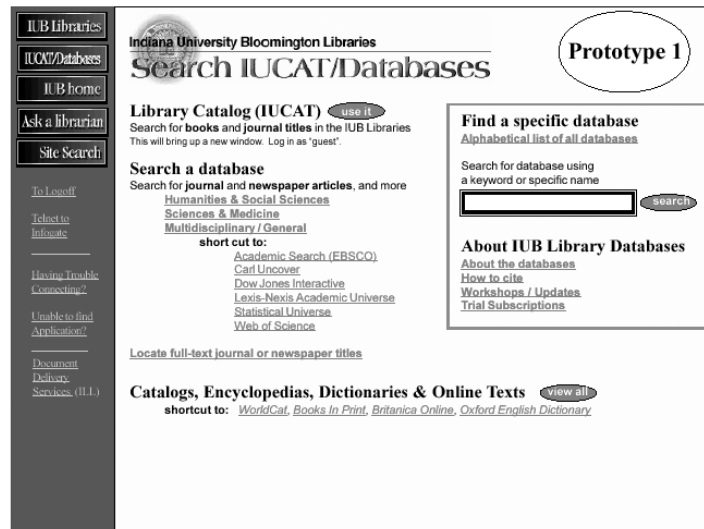 IUB Libraries
IUCAT/Databases
IUB home
Ask a librarian
Site Search
To Logoff
Telnet to
Infogate
Having Trouble
Connecting?
Unable to find
Application?
Document
Delivery
Services (ILL)
Indiana University Bloomington Libraries
Search IUCAT/Databases
Prototype 1
Library Catalog (IUCAT) use it
Search for books and journal titles in the IUB Libraries
This will bring up a new window. Log in as "guest".
Search a database
Search for journal and newspaper articles, and more
Humanities & Social Sciences
Sciences & Medicine
Multidisciplinary / General
short cut to:
Academic Search (EBSCO)
Carl Uncover
Dow Jones Interactive
Lexis-Nexis Academic Universe
Statistical Universe
Web of Science
Locate full-text journal or newspaper titles
Find a specific database
Alphabetical list of all databases
Search for database using
a keyword or specific name
search
About IUB Library Databases
About the databases
How to cite
Workshops / Updates
Trial Subscriptions
Catalogs, Encyclopedias, Dictionaries & Online Texts view all
shortcut to: WorldCat, Books In Print, Britanica Online, Oxford English Dictionary